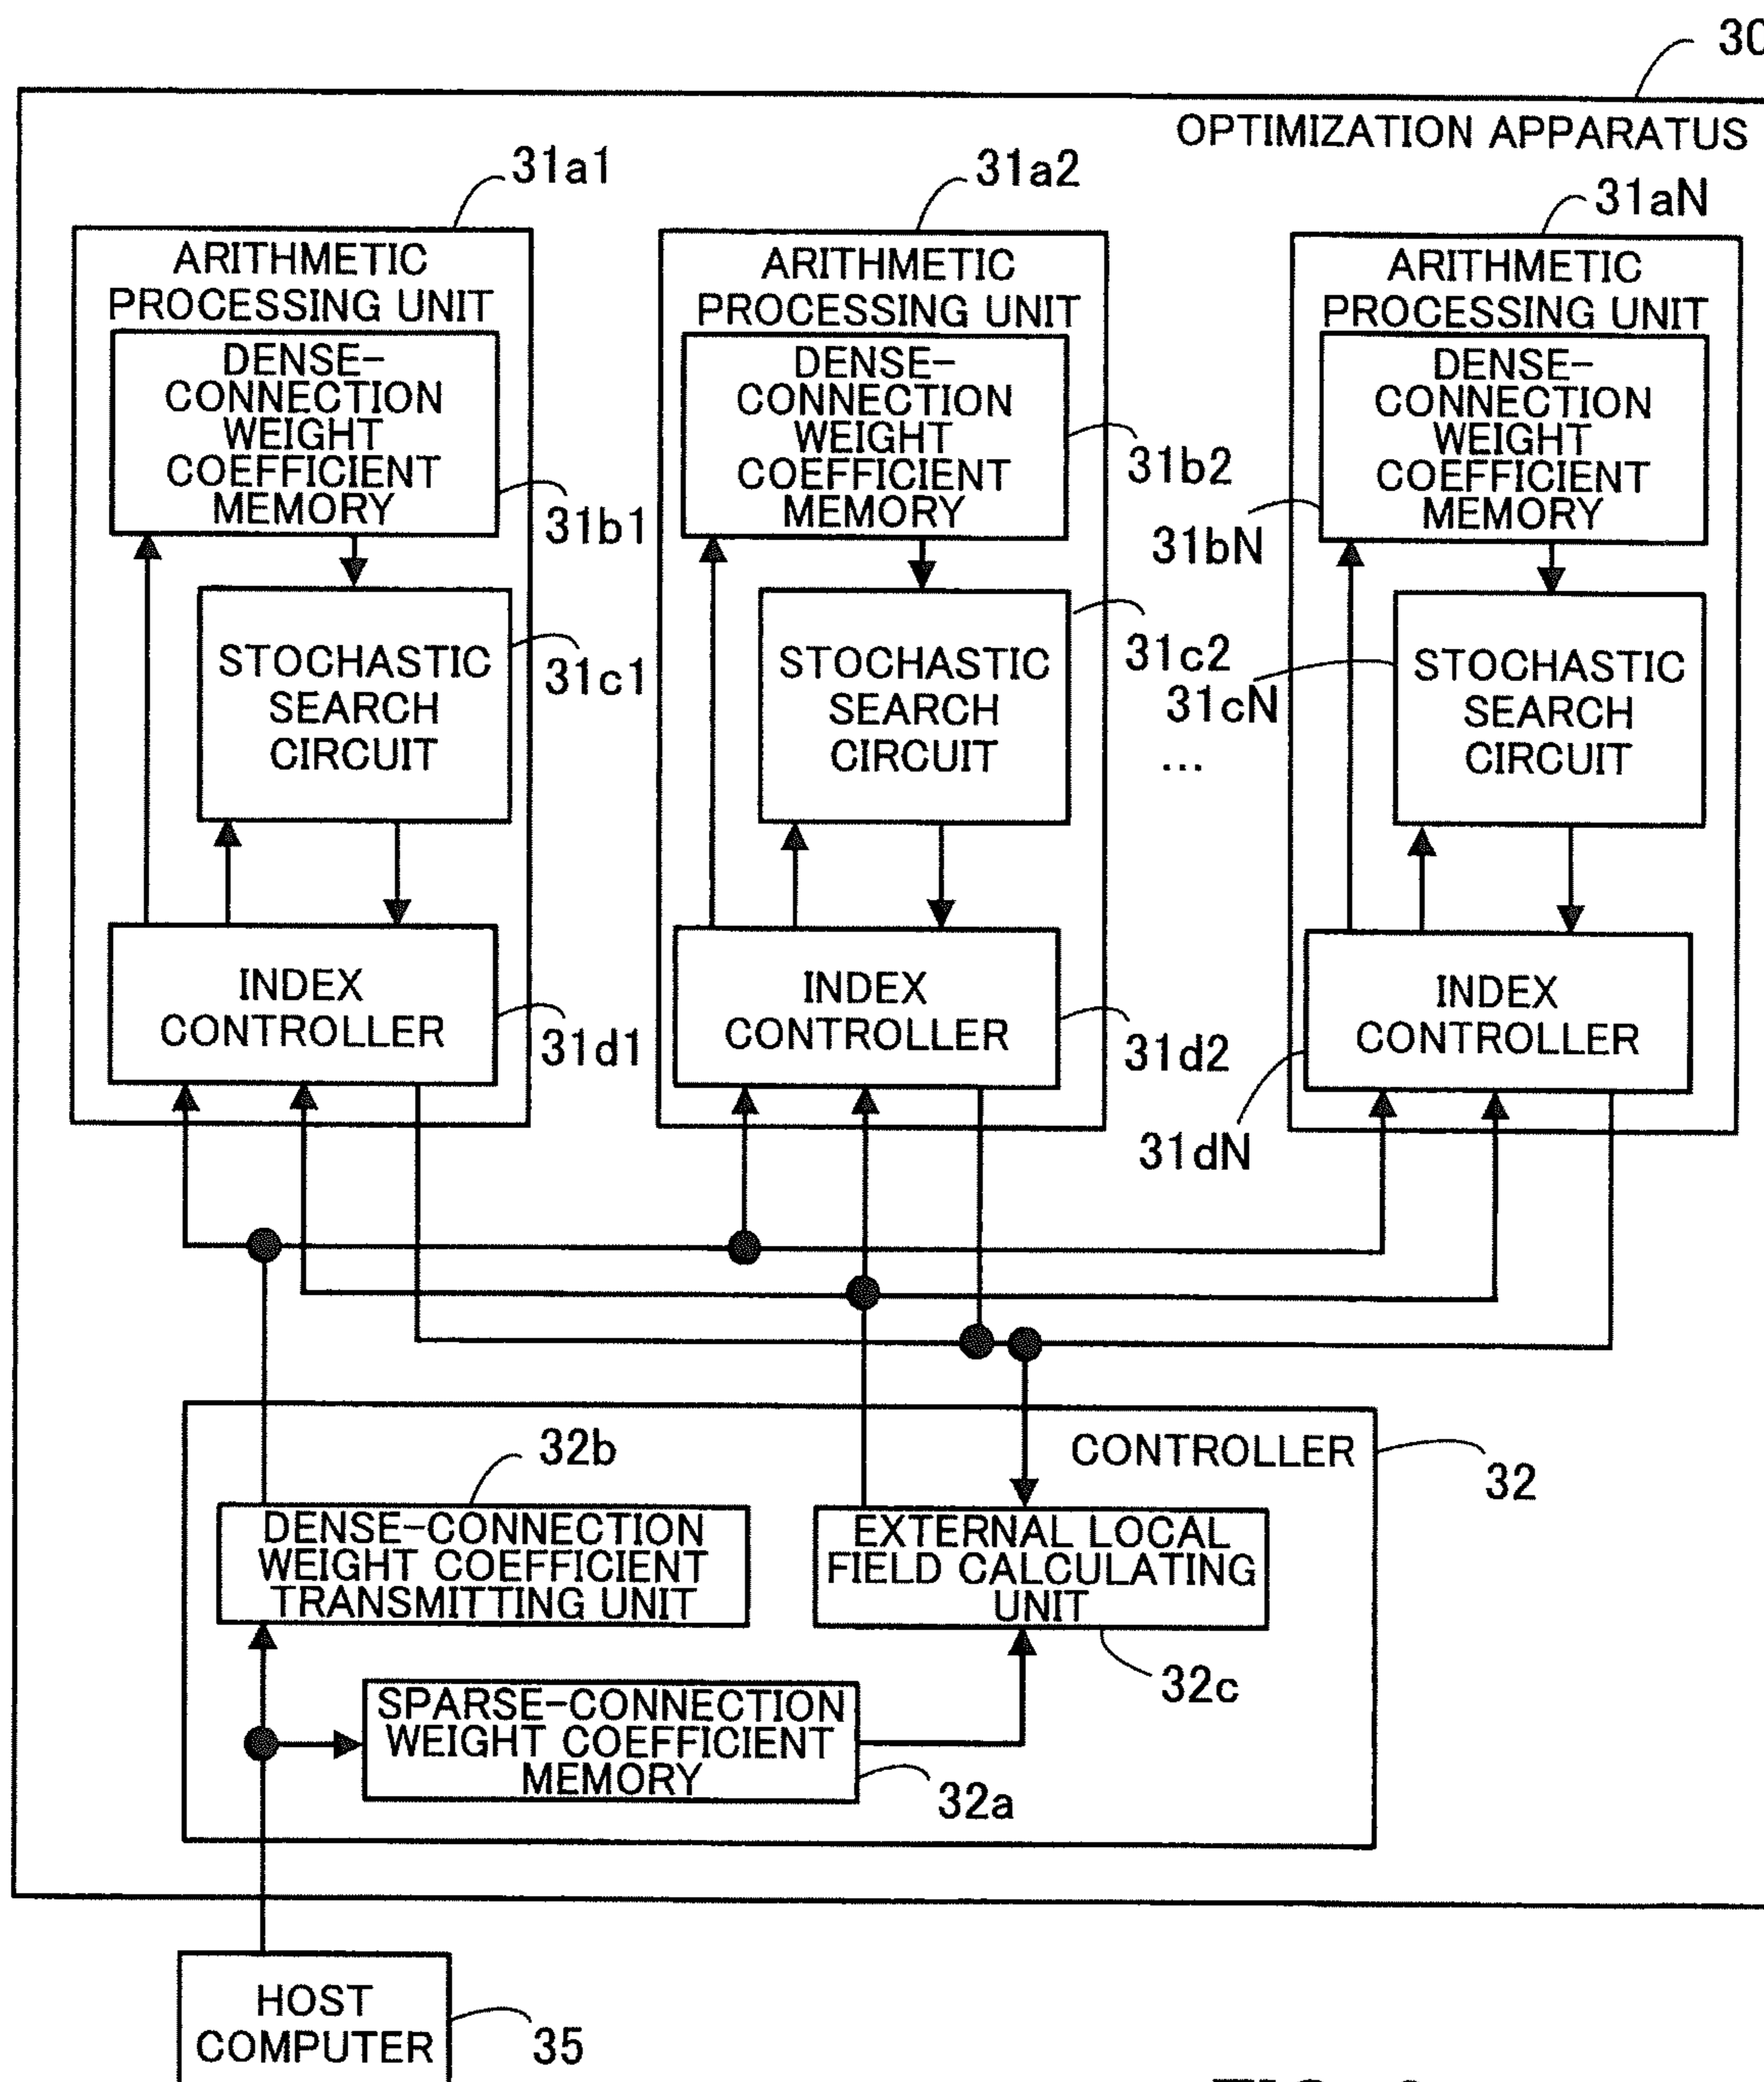 30
OPTIMIZATION APPARATUS
31a1
31a2
31aN
ARITHMETIC
PROCESSING UNIT
DENSE-
CONNECTION
WEIGHT
COEFFICIENT
MEMORY
31b1
STOCHASTIC
SEARCH
CIRCUIT
31c1
INDEX
CONTROLLER
31d1
ARITHMETIC
PROCESSING UNIT
DENSE-
CONNECTION
WEIGHT
COEFFICIENT
MEMORY
31b2
STOCHASTIC
SEARCH
CIRCUIT
31c2
INDEX
CONTROLLER
31d2
...
ARITHMETIC
PROCESSING UNIT
DENSE-
CONNECTION
WEIGHT
COEFFICIENT
MEMORY
31bN
STOCHASTIC
SEARCH
CIRCUIT
31cN
INDEX
CONTROLLER
31dN
CONTROLLER
32
32b
DENSE-CONNECTION
WEIGHT COEFFICIENT
TRANSMITTING UNIT
EXTERNAL LOCAL
FIELD CALCULATING
UNIT
32c
SPARSE-CONNECTION
WEIGHT COEFFICIENT
MEMORY
32a
HOST
COMPUTER
35